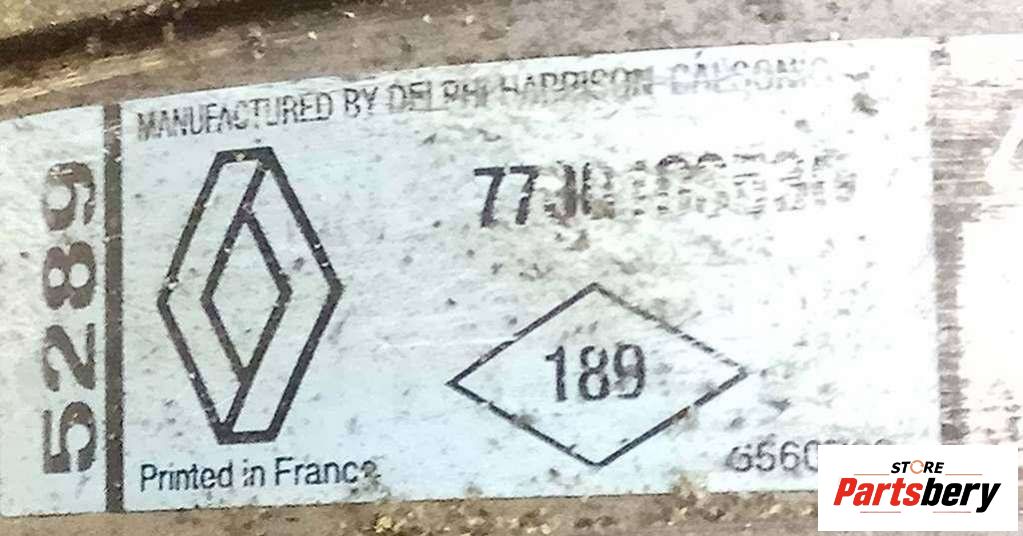 5289
MANUFACTURED BY DELPHI HARRISON CALSONIC
189
Printed in France
STORE
Partsbery